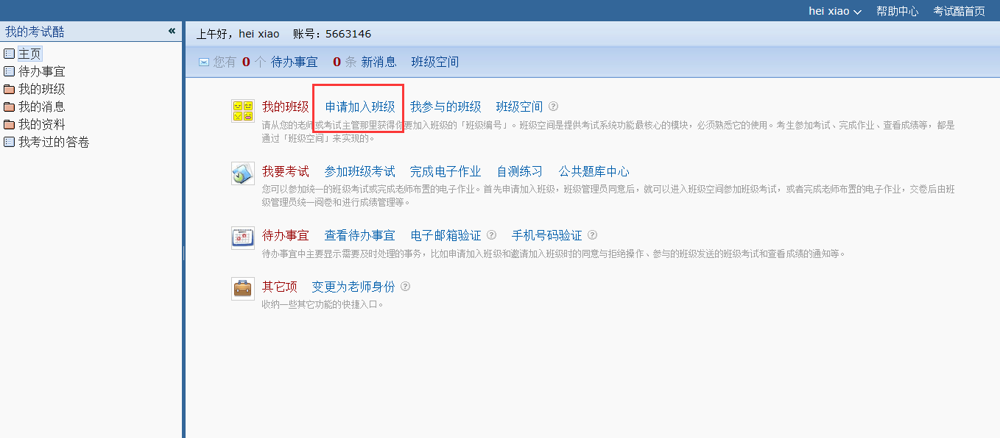 hei xiao 帮助中心 考试酷首页
我的考试酷 «
主页
待办事宜
我的班级
我的消息
我的资料
我考过的答卷
上午好，hei xiao 账号：5663146
您有 0 个 待办事宜 0 条 新消息 班级空间
我的班级 申请加入班级 我参与的班级 班级空间 ?
请从您的老师或考试主管那里获得你要加入班级的「班级编号」。班级空间是提供考试系统功能最核心的模块，必须熟悉它的使用。考生参加考试、完成作业、查看成绩等，都是
通过「班级空间」来实现的。
我要考试 参加班级考试 完成电子作业 自测练习 公共题库中心
您可以参加统一的班级考试或完成老师布置的电子作业。首先申请加入班级，班级管理员同意后，就可以进入班级空间参加班级考试，或者完成老师布置的电子作业，交卷后由班
级管理员统一阅卷和进行成绩管理等。
待办事宜 查看待办事宜 电子邮箱验证 ? 手机号码验证 ?
待办事宜中主要显示需要及时处理的事务，比如申请加入班级和邀请加入班级时的同意与拒绝操作、参与的班级发送的班级考试和查看成绩的通知等。
其它项 变更为老师身份 ?
收纳一些其它功能的快捷入口。